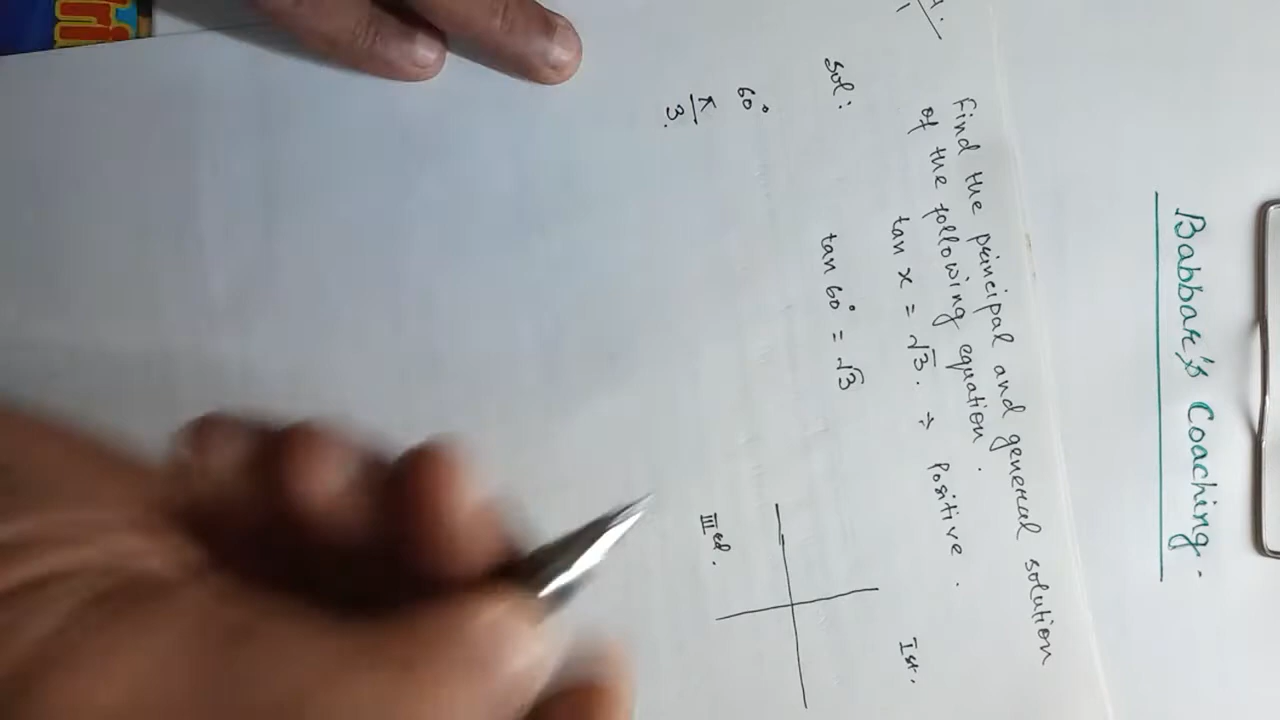 Babbar's Coaching.
Find the principal and general solution
of the following equation.
tan x = √3. ÷ Positive.
Sol:
tan 60° = √3
Ist.
60°
π/3.
IIIrd.